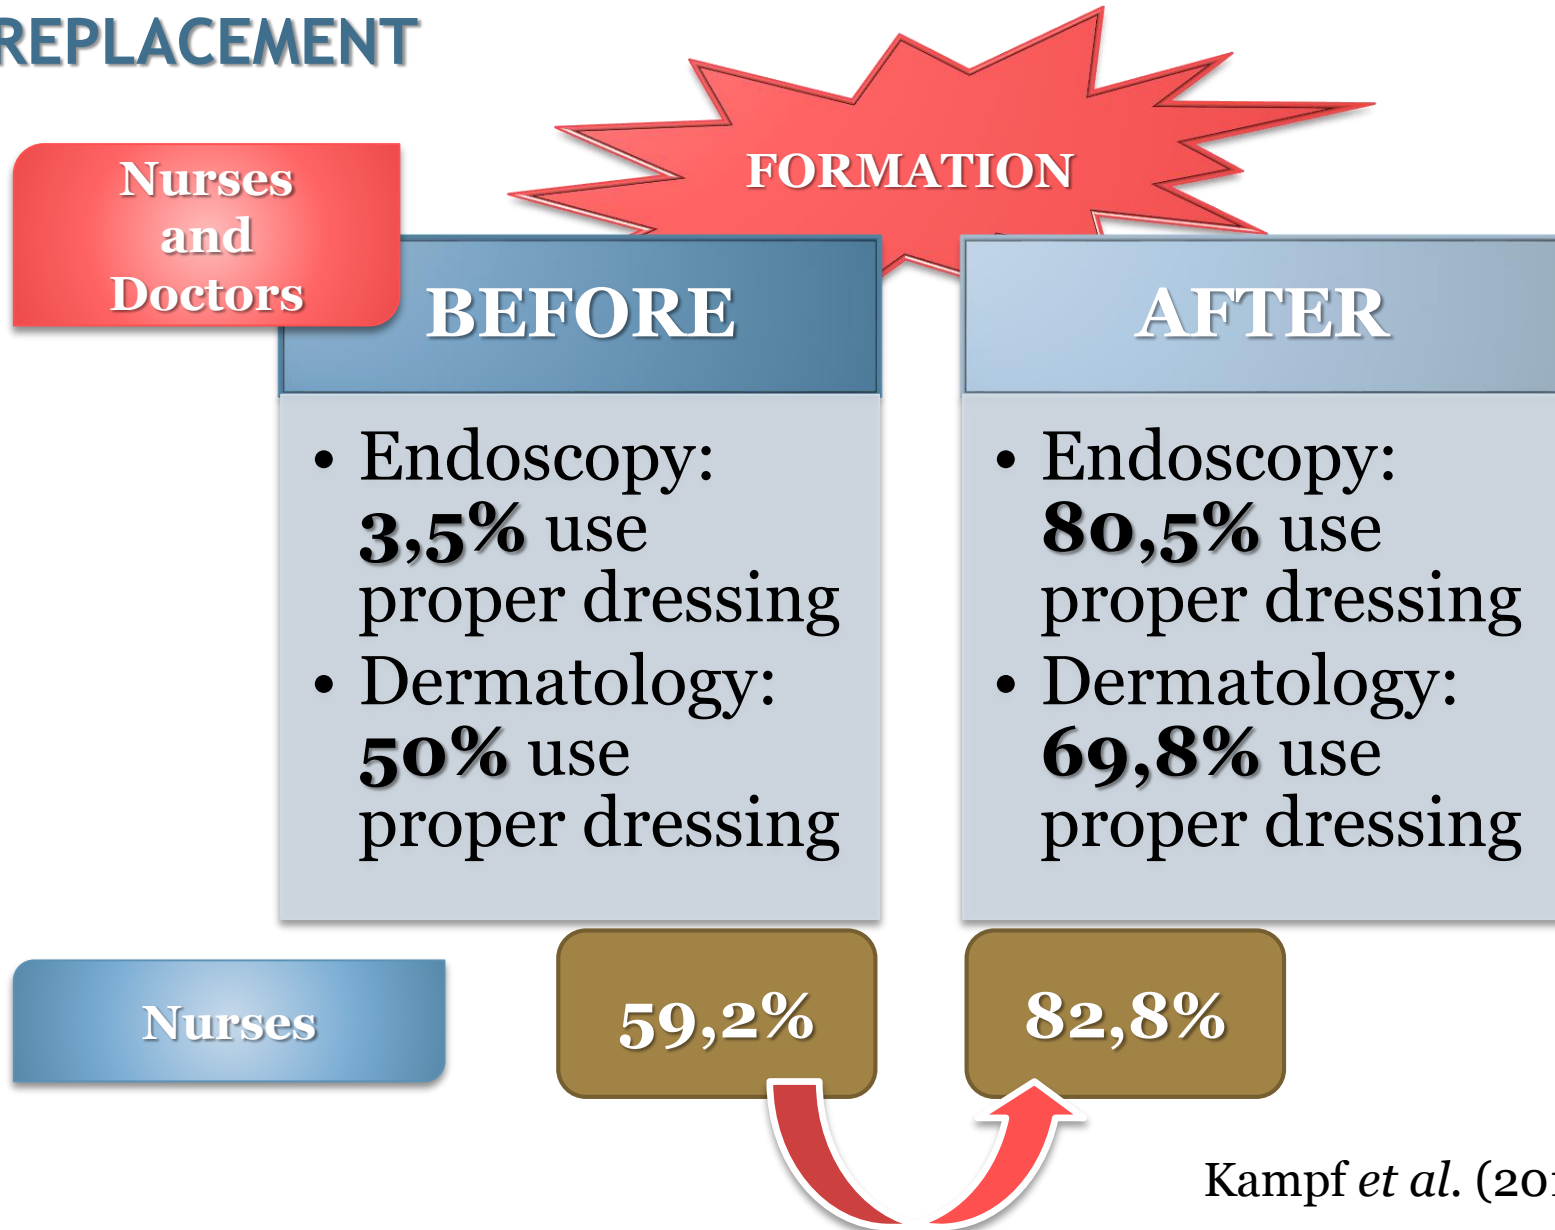 REPLACEMENT
FORMATION
Nurses
and
Doctors
BEFORE
• Endoscopy:
3,5% use
proper dressing
• Dermatology:
50% use
proper dressing
AFTER
• Endoscopy:
80,5% use
proper dressing
• Dermatology:
69,8% use
proper dressing
Nurses
59,2%
82,8%
Kampf et al. (201